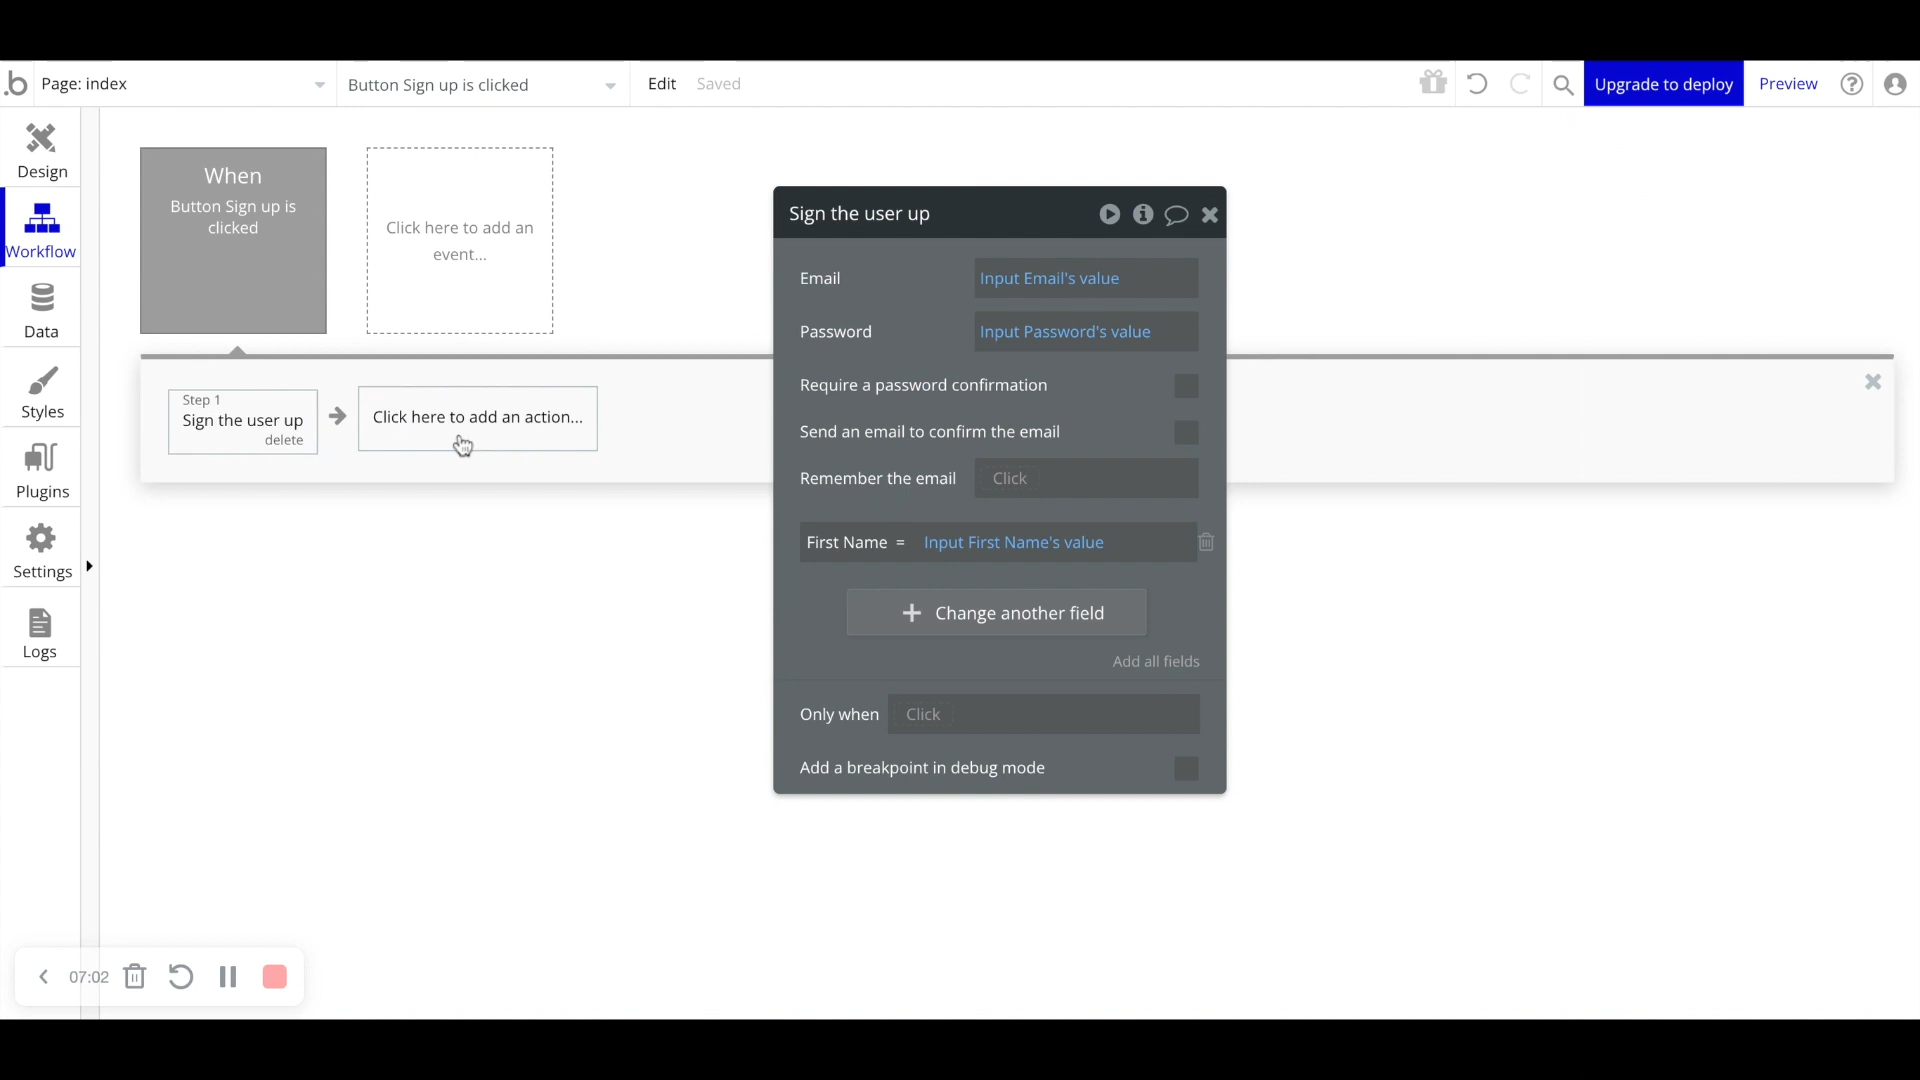 .b
Page: index
Button Sign up is clicked
Edit
Saved
Upgrade to deploy
Preview
Design
Workflow
Data
Styles
Plugins
Settings
Logs
When
Button Sign up is
clicked
Click here to add an
event...
Step 1
Sign the user up
delete
Click here to add an action...
Sign the user up
Email
Input Email's value
Password
Input Password's value
Require a password confirmation
Send an email to confirm the email
Remember the email
Click
First Name = Input First Name's value
Change another field
Add all fields
Only when
Click
Add a breakpoint in debug mode
07:02